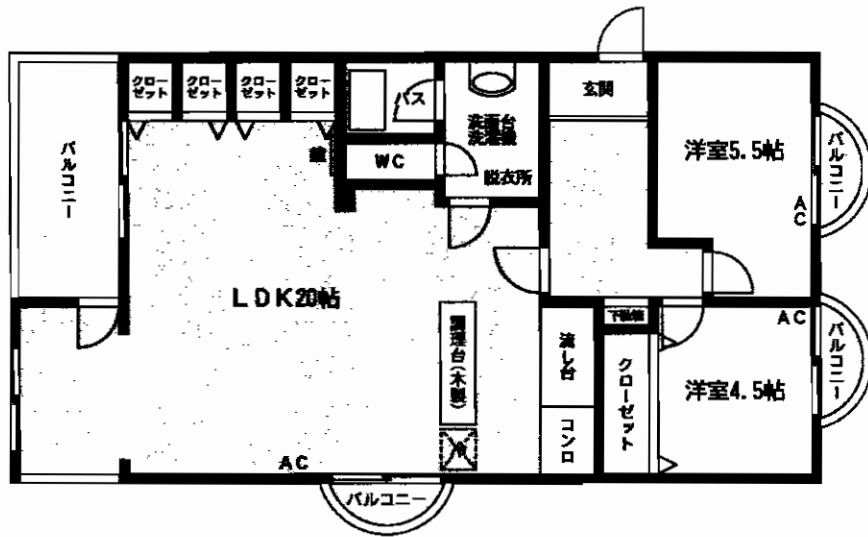 クローゼット
クローゼット
クローゼット
クローゼット
バス
洗面台
洗濯機
玄関
バルコニー
洋室5.5帖
バルコニー
WC
脱衣所
AC
LDK20帖
下駄箱
AC
調理台(木製)
流し台
クローゼット
洋室4.5帖
バルコニー
冷
コンロ
AC
バルコニー